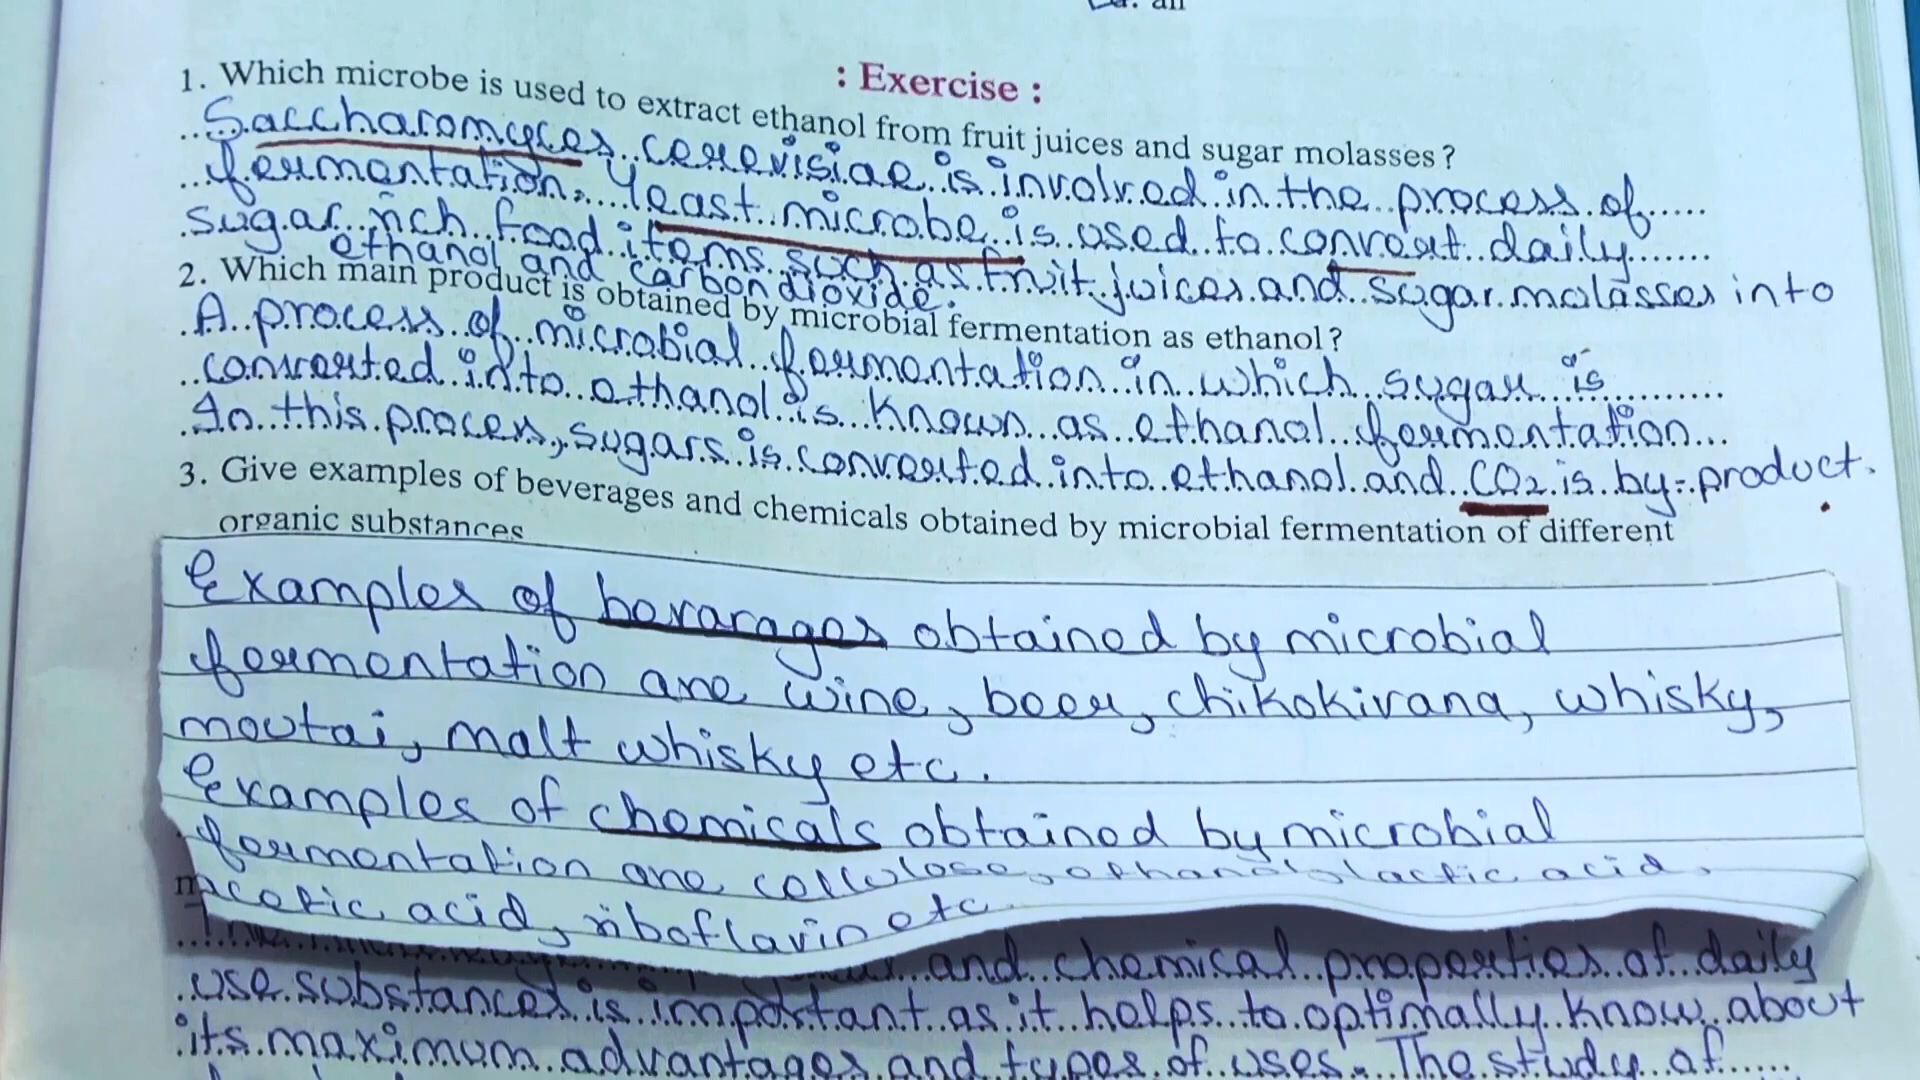 : Exercise :
1. Which microbe is used to extract ethanol from fruit juices and sugar molasses?
Saccharomyces cerevisiae is involved in the process of
fermentation. Yeast microbe is used to convert daily
sugar rich food items such as fruit juices and sugar molasses into
ethanol and carbondioxide.
2. Which main product is obtained by microbial fermentation as ethanol?
A process of microbial fermentation in which sugar is
converted into ethanol is known as ethanol fermentation
In this process, sugars is converted into ethanol and CO2 is by-product.
3. Give examples of beverages and chemicals obtained by microbial fermentation of different
organic substances
Examples of bevarages obtained by microbial
fermentation are wine, beer, chikokivana, whisky,
moutai, malt whisky etc.
Examples of chemicals obtained by microbial
fermentation are cellulose, ethanol, lactic acid,
acetic acid, riboflavin etc.
and chemical properties of daily
use substances is important as it helps to optimally know about
its maximum advantages and types of uses. The study of